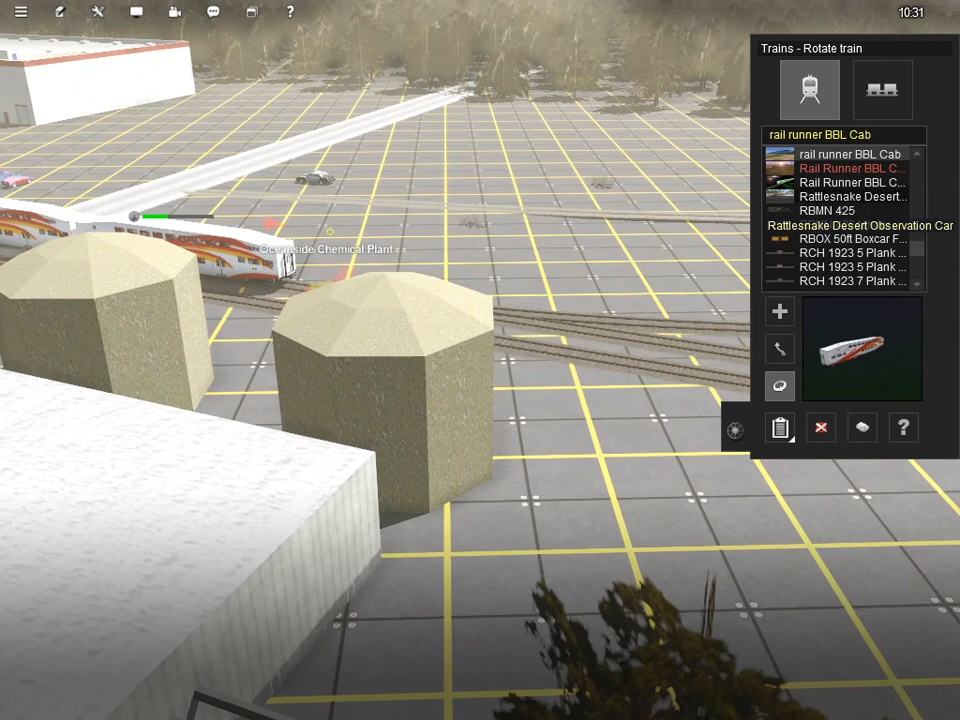 10:31
Trains - Rotate train
rail runner BBL Cab
rail runner BBL Cab
Rail Runner BBL C...
Rail Runner BBL C...
Rattlesnake Desert...
RBMN 425
Rattlesnake Desert Observation Car
RBOX 50ft Boxcar F...
RCH 1923 5 Plank ...
RCH 1923 5 Plank ...
RCH 1923 7 Plank ...
Oceanside Chemical Plant